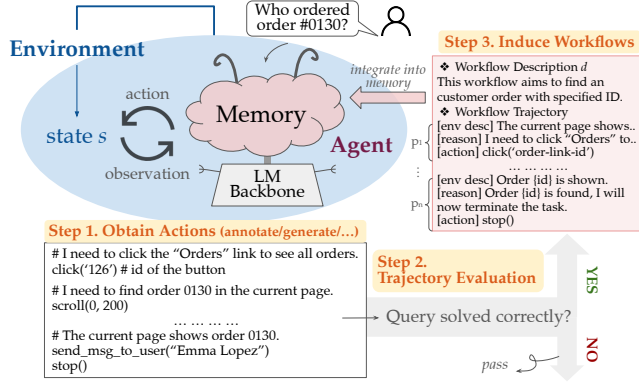 Who ordered
order #0130?
Environment
action
state s
observation
Memory
Agent
LM
Backbone
integrate into
memory
Step 3. Induce Workflows
❖ Workflow Description d
This workflow aims to find an
customer order with specified ID.
❖ Workflow Trajectory
p₁
[env desc] The current page shows..
[reason] I need to click “Orders” to..
[action] click(‘order-link-id’)
… … … …
⋮
pₙ
[env desc] Order {id} is shown.
[reason] Order {id} is found, I will
now terminate the task.
[action] stop()
Step 1. Obtain Actions (annotate/generate/…)
# I need to click the “Orders” link to see all orders.
click('126') # id of the button
# I need to find order 0130 in the current page.
scroll(0, 200)
… … … …
# The current page shows order 0130.
send_msg_to_user(“Emma Lopez”)
stop()
Step 2.
Trajectory Evaluation
Query solved correctly?
YES
NO
pass